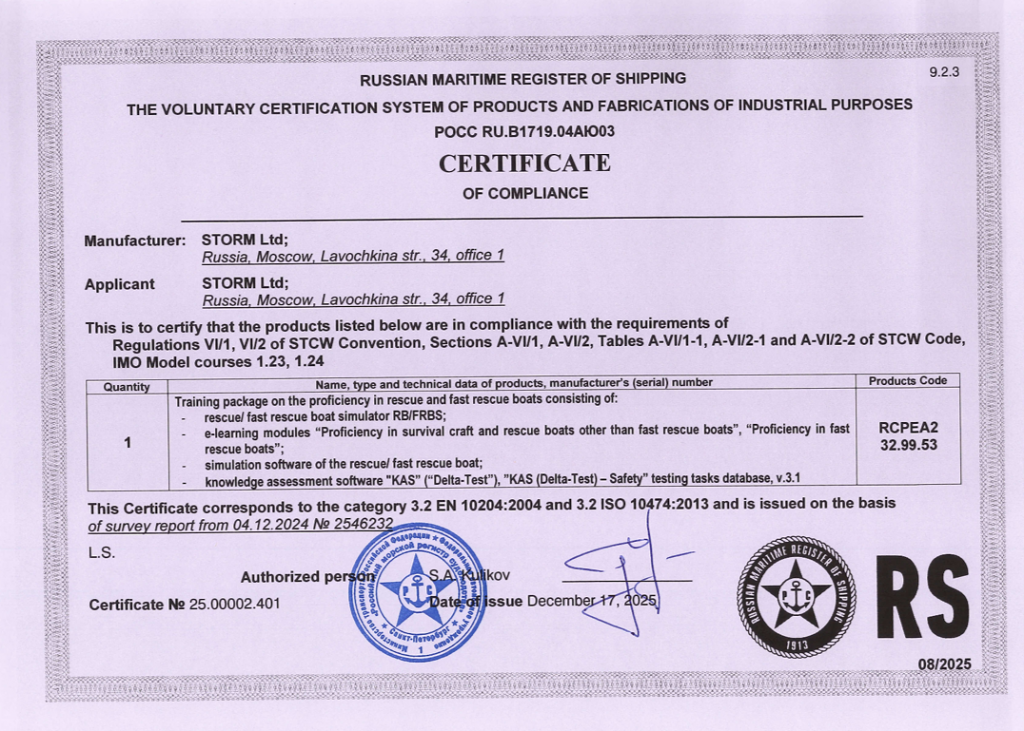 9.2.3
RUSSIAN MARITIME REGISTER OF SHIPPING
THE VOLUNTARY CERTIFICATION SYSTEM OF PRODUCTS AND FABRICATIONS OF INDUSTRIAL PURPOSES
РОСС RU.В1719.04АЮ03
CERTIFICATE
OF COMPLIANCE
Manufacturer: STORM Ltd;
Russia, Moscow, Lavochkina str., 34, office 1
Applicant STORM Ltd;
Russia, Moscow, Lavochkina str., 34, office 1
This is to certify that the products listed below are in compliance with the requirements of
Regulations VI/1, VI/2 of STCW Convention, Sections A-VI/1, A-VI/2, Tables A-VI/1-1, A-VI/2-1 and A-VI/2-2 of STCW Code,
IMO Model courses 1.23, 1.24
Quantity Name, type and technical data of products, manufacturer's (serial) number Products Code
Training package on the proficiency in rescue and fast rescue boats consisting of:
- rescue/ fast rescue boat simulator RB/FRBS;
1 - e-learning modules “Proficiency in survival craft and rescue boats other than fast rescue boats”, “Proficiency in fast RCPEA2
rescue boats”; 32.99.53
- simulation software of the rescue/ fast rescue boat;
- knowledge assessment software "KAS" (“Delta-Test”), "KAS (Delta-Test) – Safety" testing tasks database, v.3.1
This Certificate corresponds to the category 3.2 EN 10204:2004 and 3.2 ISO 10474:2013 and is issued on the basis
of survey report from 04.12.2024 № 2546232
L.S.
Authorized person S.A. Kulikov
Certificate № 25.00002.401 Date of issue December 17, 2025
Российский морской регистр судоходства
Санкт-Петербург
1
Р С
RUSSIAN MARITIME REGISTER OF SHIPPING
Р С
1913
RS
08/2025